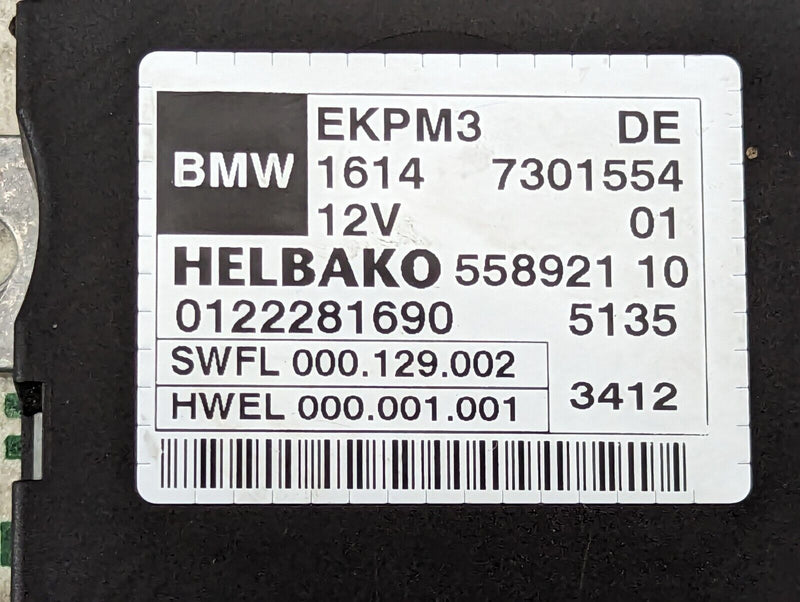 EKPM3 DE
BMW 1614 7301554
12V 01
HELBAKO 558921 10
0122281690 5135
SWFL 000.129.002
HWEL 000.001.001 3412